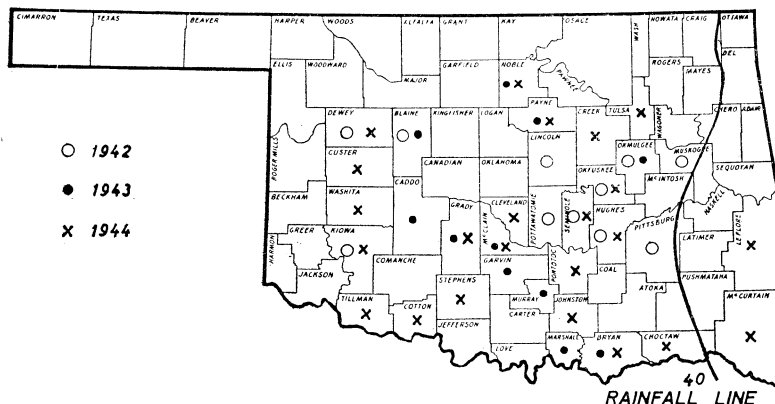 CIMARRON TEXAS BEAVER HARPER WOODS ALFALFA GRANT KAY OSAGE NOWATA CRAIG OTTAWA
WASH
DEL
ELLIS WOODWARD GARFIELD NOBLE ROGERS
MAYES
MAJOR
PAWNEE
PAYNE
DEWEY BLAINE KINGFISHER LOGAN CREEK TULSA WAGONER CHERO ADAIR
LINCOLN
OKMULGEE MUSKOGEE
CUSTER
ROGER MILLS CANADIAN OKLAHOMA OKFUSKEE SEQUOYAN
McINTOSH
CADDO
WASHITA
BECKHAM GRADY CLEVELAND POTTAWATOMIE SEMINOLE HUGHES HASKELL
McCLAIN PITTSBURG
GREER KIOWA LATIMER LEFLORE
HARMON GARVIN PONTOTOC
COMANCHE COAL
JACKSON PUSHMATAHA
STEPHENS ATOKA
TILLMAN MURRAY JOHNSTON McCURTAIN
COTTON CARTER
JEFFERSON
LOVE MARSHALL BRYAN CHOCTAW
○ 1942
● 1943
x 1944
40
RAINFALL LINE